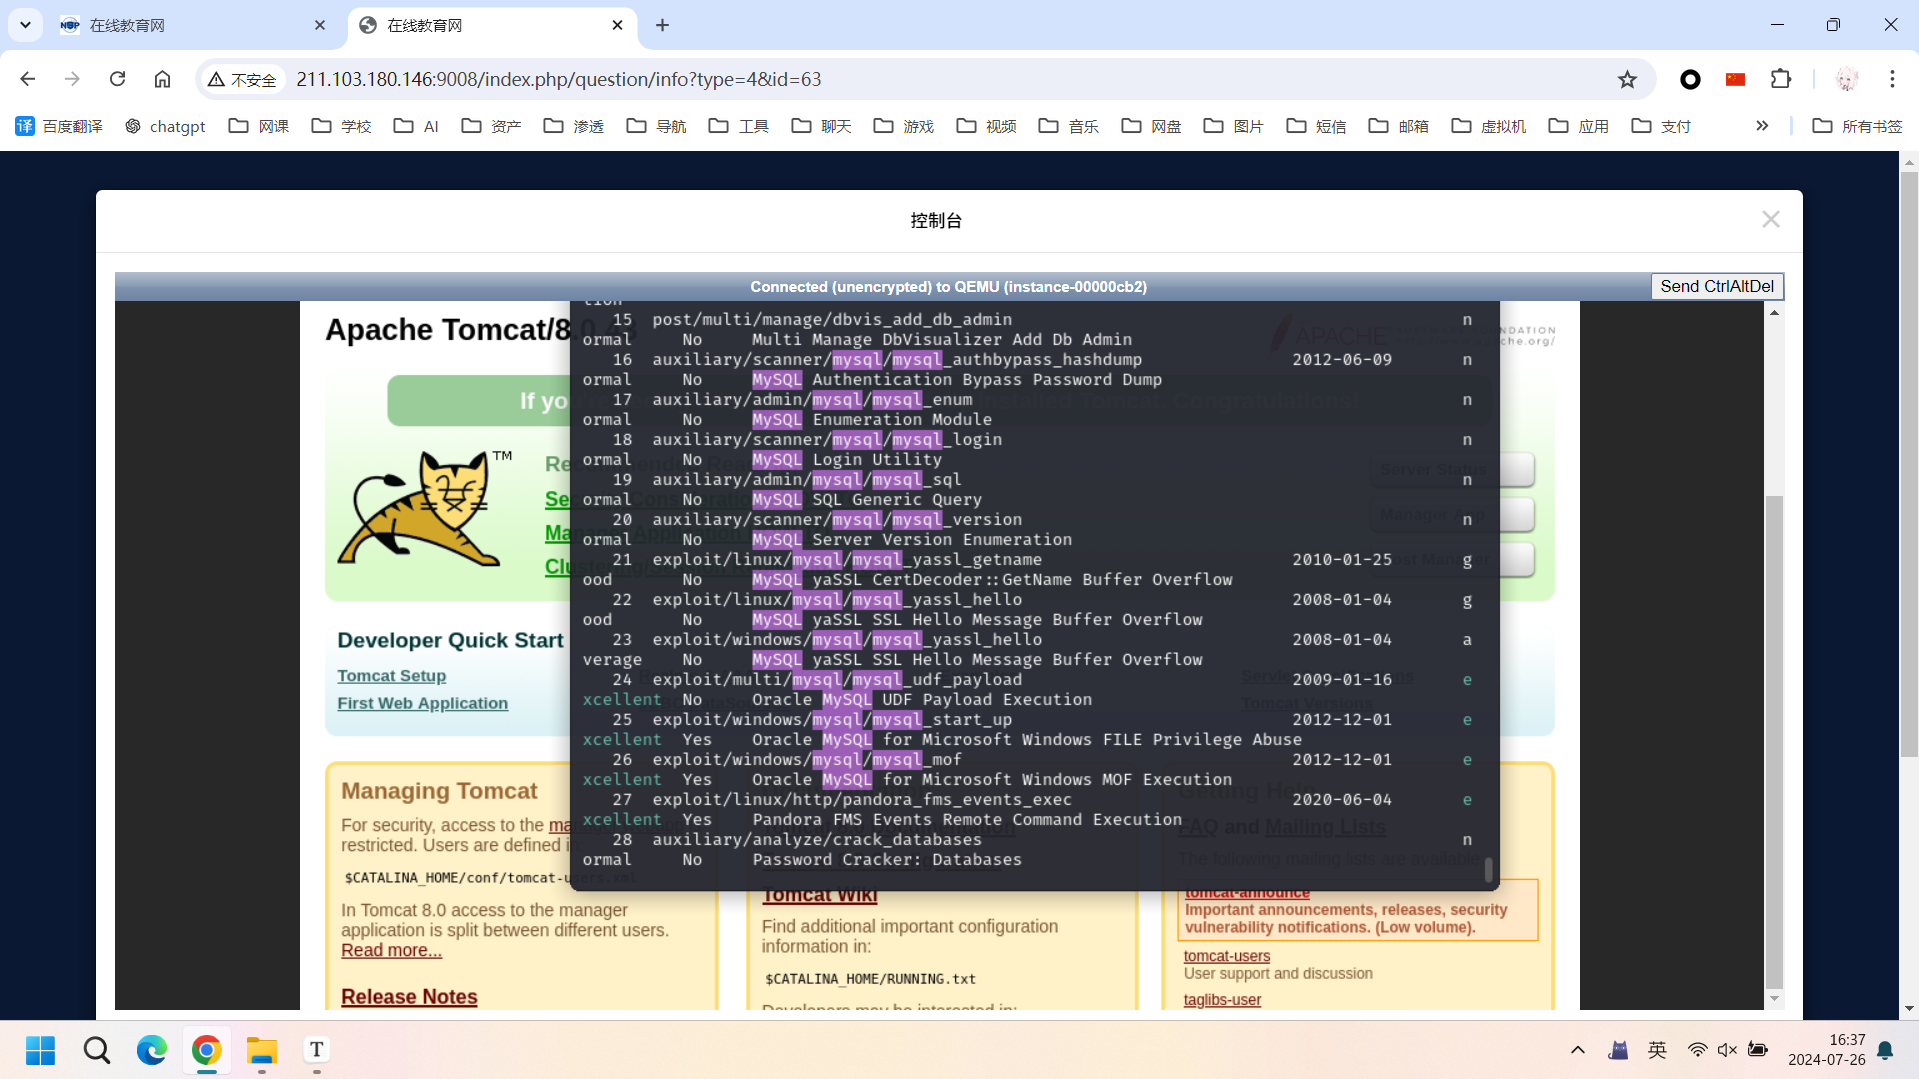 在线教育网
在线教育网
不安全
211.103.180.146:9008/index.php/question/info?type=4&id=63
百度翻译
chatgpt
网课
学校
AI
资产
渗透
导航
工具
聊天
游戏
视频
音乐
网盘
图片
短信
邮箱
虚拟机
应用
支付
所有书签
控制台
Connected (unencrypted) to QEMU (instance-00000cb2)
Send CtrlAltDel
Apache Tomcat/8.0.43
15 post/multi/manage/dbvis_add_db_admin n
ormal No Multi Manage DbVisualizer Add Db Admin
16 auxiliary/scanner/mysql/mysql_authbypass_hashdump 2012-06-09 n
ormal No MySQL Authentication Bypass Password Dump
17 auxiliary/admin/mysql/mysql_enum n
ormal No MySQL Enumeration Module
18 auxiliary/scanner/mysql/mysql_login n
ormal No MySQL Login Utility
19 auxiliary/admin/mysql/mysql_sql n
ormal No MySQL SQL Generic Query
20 auxiliary/scanner/mysql/mysql_version n
ormal No MySQL Server Version Enumeration
21 exploit/linux/mysql/mysql_yassl_getname 2010-01-25 g
ood No MySQL yaSSL CertDecoder::GetName Buffer Overflow
22 exploit/linux/mysql/mysql_yassl_hello 2008-01-04 g
ood No MySQL yaSSL SSL Hello Message Buffer Overflow
23 exploit/windows/mysql/mysql_yassl_hello 2008-01-04 a
verage No MySQL yaSSL SSL Hello Message Buffer Overflow
24 exploit/multi/mysql/mysql_udf_payload 2009-01-16 e
xcellent No Oracle MySQL UDF Payload Execution
25 exploit/windows/mysql/mysql_start_up 2012-12-01 e
xcellent Yes Oracle MySQL for Microsoft Windows FILE Privilege Abuse
26 exploit/windows/mysql/mysql_mof 2012-12-01 e
xcellent Yes Oracle MySQL for Microsoft Windows MOF Execution
27 exploit/linux/http/pandora_fms_events_exec 2020-06-04 e
xcellent Yes Pandora FMS Events Remote Command Execution
28 auxiliary/analyze/crack_databases n
ormal No Password Cracker: Databases
If yo
TM
Server Status
Manager App
Developer Quick Start
Tomcat Setup
First Web Application
Managing Tomcat
For security, access to the
restricted. Users are defined in
$CATALINA_HOME/conf/tomcat-users.xml
In Tomcat 8.0 access to the manager
application is split between different users.
Read more...
Release Notes
Tomcat Wiki
Find additional important configuration
information in:
$CATALINA_HOME/RUNNING.txt
Developers may be interested in:
Getting Help
FAQ and Mailing Lists
The following mailing lists are available:
tomcat-announce
Important announcements, releases, security
vulnerability notifications. (Low volume).
tomcat-users
User support and discussion
taglibs-user
T
英
16:37
2024-07-26